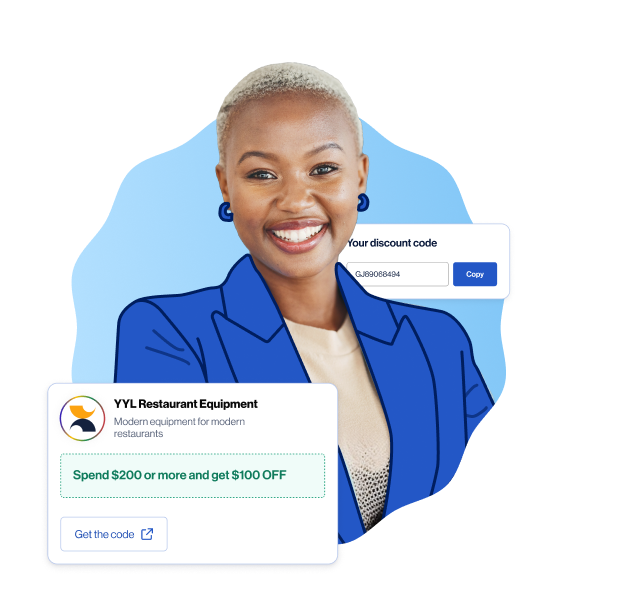 Your discount code
GJ89068494
Copy
YYL Restaurant Equipment
Modern equipment for modern
restaurants
Spend $200 or more and get $100 OFF
Get the code